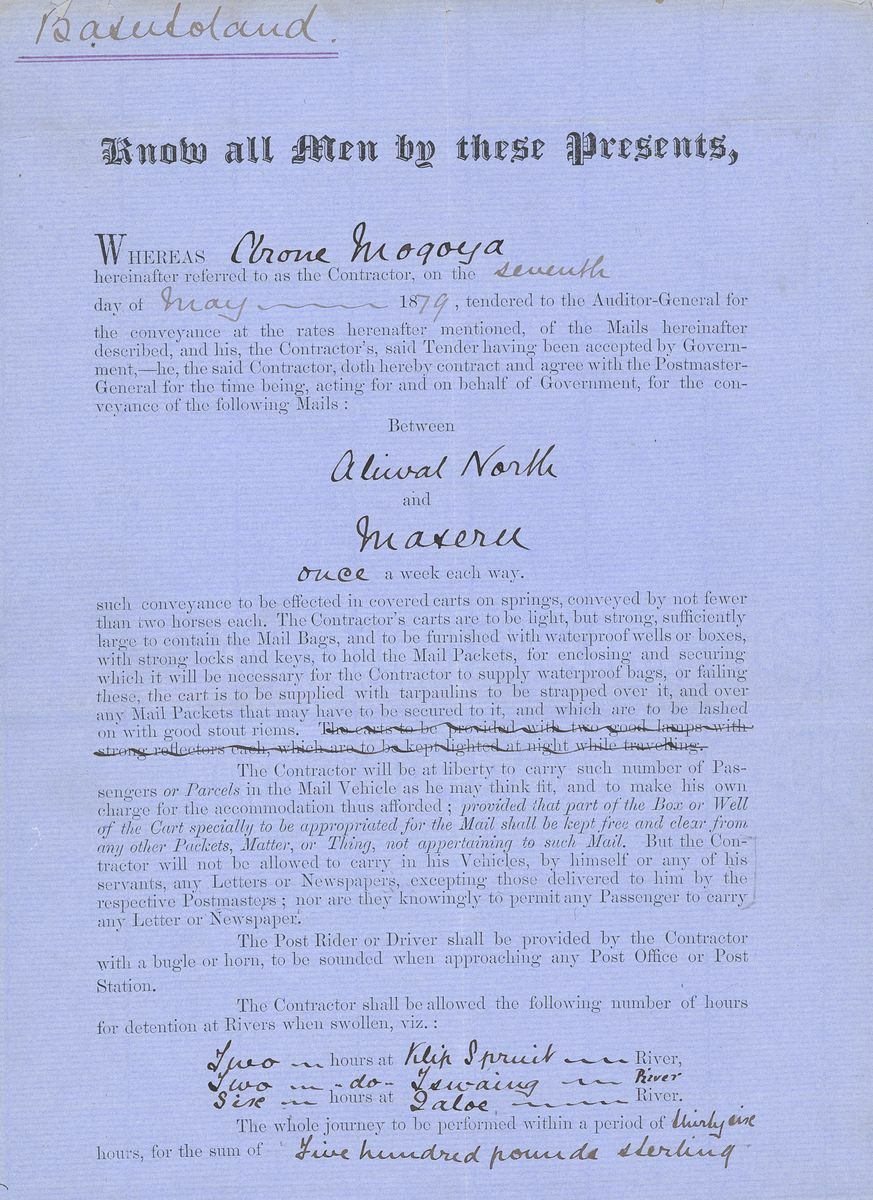 Basutoland.
Know all Men by these Presents,
WHEREAS Arone Mogoya
hereinafter referred to as the Contractor, on the seventh
day of May 1879, tendered to the Auditor-General for
the conveyance at the rates herenafter mentioned, of the Mails hereinafter
described, and his, the Contractor's, said Tender having been accepted by Govern-
ment,—he, the said Contractor, doth hereby contract and agree with the Postmaster-
General for the time being, acting for and on behalf of Government, for the con-
veyance of the following Mails :
Between
Aliwal North
and
Maseru
once a week each way.
such conveyance to be effected in covered carts on springs, conveyed by not fewer
than two horses each. The Contractor's carts are to be light, but strong, sufficiently
large to contain the Mail Bags, and to be furnished with waterproof wells or boxes,
with strong locks and keys, to hold the Mail Packets, for enclosing and securing
which it will be necessary for the Contractor to supply waterproof bags, or failing
these, the cart is to be supplied with tarpaulins to be strapped over it, and over
any Mail Packets that may have to be secured to it, and which are to be lashed
on with good stout riems. The carts to be provided with two good lamps with
strong reflectors each, which are to be kept lighted at night while travelling.
The Contractor will be at liberty to carry such number of Pas-
sengers or Parcels in the Mail Vehicle as he may think fit, and to make his own
charge for the accommodation thus afforded ; provided that part of the Box or Well
of the Cart specially to be appropriated for the Mail shall be kept free and clear from
any other Packets, Matter, or Thing, not appertaining to such Mail. But the Con-
tractor will not be allowed to carry in his Vehicles, by himself or any of his
servants, any Letters or Newspapers, excepting those delivered to him by the
respective Postmasters ; nor are they knowingly to permit any Passenger to carry
any Letter or Newspaper.
The Post Rider or Driver shall be provided by the Contractor
with a bugle or horn, to be sounded when approaching any Post Office or Post
Station.
The Contractor shall be allowed the following number of hours
for detention at Rivers when swollen, viz. :
Two hours at Klip Spruit River,
Two -do- Tswaing River
Six hours at River.
The whole journey to be performed within a period of thirty six
hours, for the sum of Five hundred pounds sterling